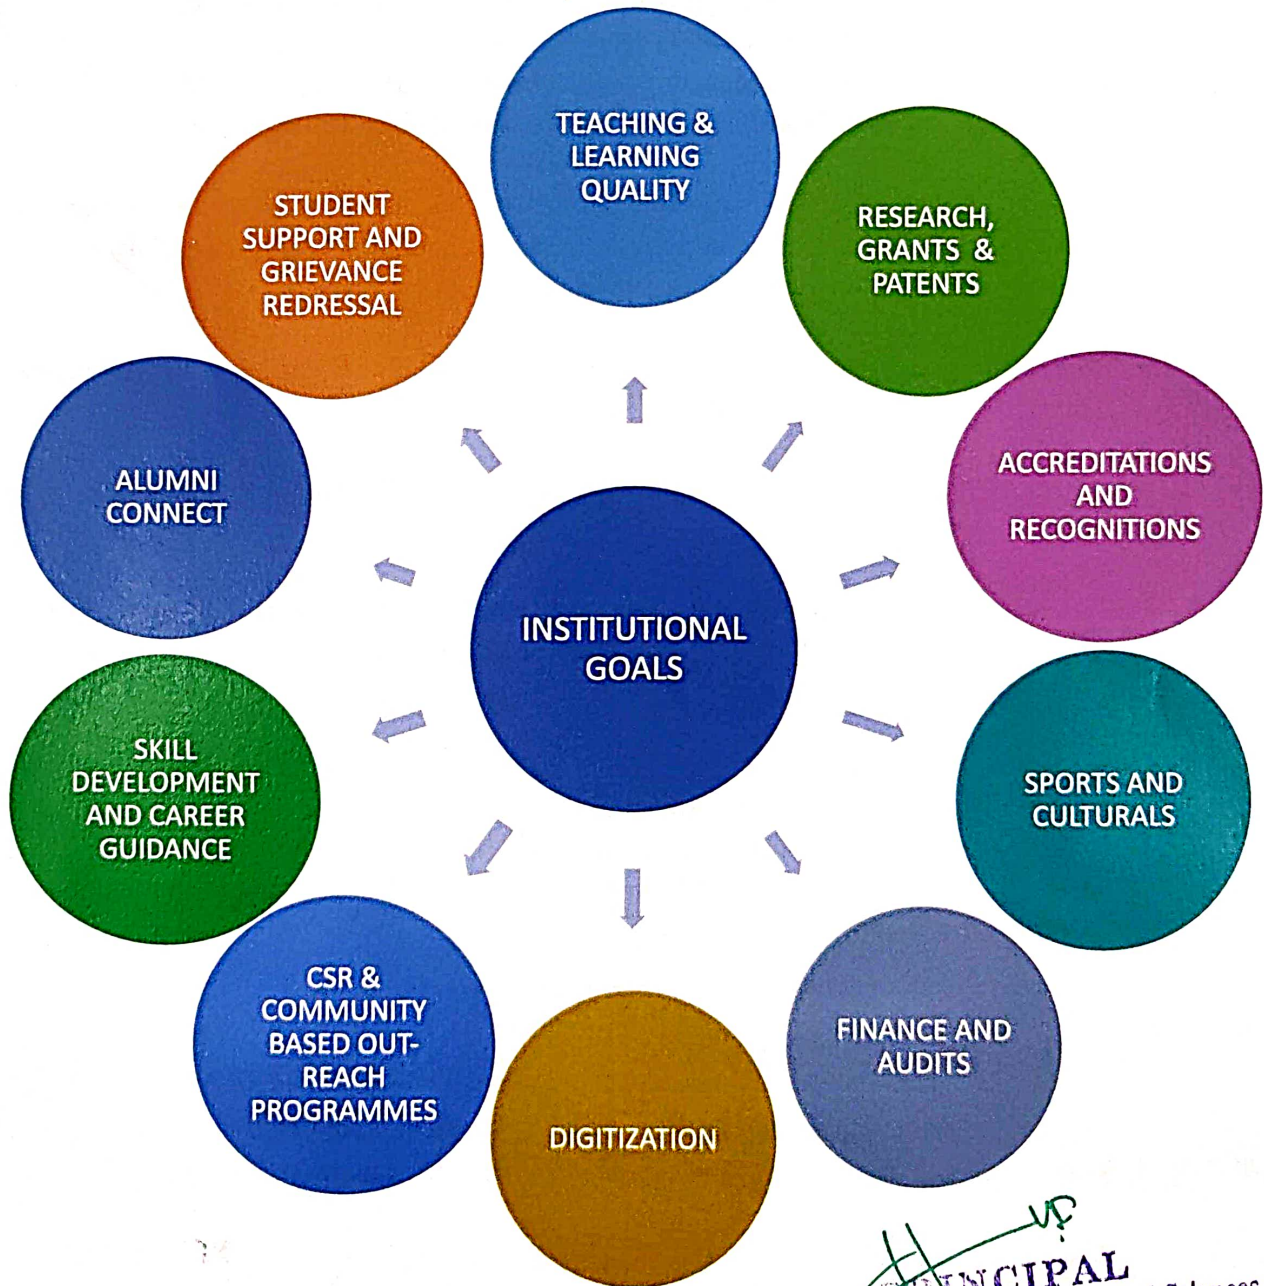 TEACHING &
LEARNING
QUALITY
RESEARCH,
GRANTS &
PATENTS
ACCREDITATIONS
AND
RECOGNITIONS
SPORTS AND
CULTURALS
FINANCE AND
AUDITS
DIGITIZATION
CSR &
COMMUNITY
BASED OUT-
REACH
PROGRAMMES
SKILL
DEVELOPMENT
AND CAREER
GUIDANCE
ALUMNI
CONNECT
STUDENT
SUPPORT AND
GRIEVANCE
REDRESSAL
INSTITUTIONAL
GOALS
PRINCIPAL